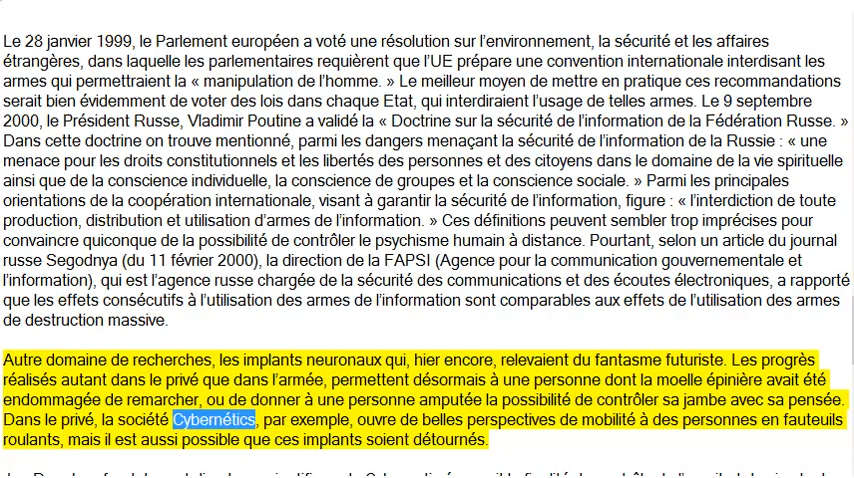 Le 28 janvier 1999, le Parlement européen a voté une résolution sur l’environnement, la sécurité et les affaires
étrangères, dans laquelle les parlementaires requièrent que l’UE prépare une convention internationale interdisant les
armes qui permettraient la « manipulation de l’homme. » Le meilleur moyen de mettre en pratique ces recommandations
serait bien évidemment de voter des lois dans chaque Etat, qui interdiraient l’usage de telles armes. Le 9 septembre
2000, le Président Russe, Vladimir Poutine a validé la « Doctrine sur la sécurité de l’information de la Fédération Russe. »
Dans cette doctrine on trouve mentionné, parmi les dangers menaçant la sécurité de l’information de la Russie : « une
menace pour les droits constitutionnels et les libertés des personnes et des citoyens dans le domaine de la vie spirituelle
ainsi que de la conscience individuelle, la conscience de groupes et la conscience sociale. » Parmi les principales
orientations de la coopération internationale, visant à garantir la sécurité de l’information, figure : « l’interdiction de toute
production, distribution et utilisation d’armes de l’information. » Ces définitions peuvent sembler trop imprécises pour
convaincre quiconque de la possibilité de contrôler le psychisme humain à distance. Pourtant, selon un article du journal
russe Segodnya (du 11 février 2000), la direction de la FAPSI (Agence pour la communication gouvernementale et
l’information), qui est l’agence russe chargée de la sécurité des communications et des écoutes électroniques, a rapporté
que les effets consécutifs à l’utilisation des armes de l’information sont comparables aux effets de l’utilisation des armes
de destruction massive.
Autre domaine de recherches, les implants neuronaux qui, hier encore, relevaient du fantasme futuriste. Les progrès
réalisés autant dans le privé que dans l’armée, permettent désormais à une personne dont la moelle épinière avait été
endommagée de remarcher, ou de donner à une personne amputée la possibilité de contrôler sa jambe avec sa pensée.
Dans le privé, la société Cybernétics, par exemple, ouvre de belles perspectives de mobilité à des personnes en fauteuils
roulants, mais il est aussi possible que ces implants soient détournés.